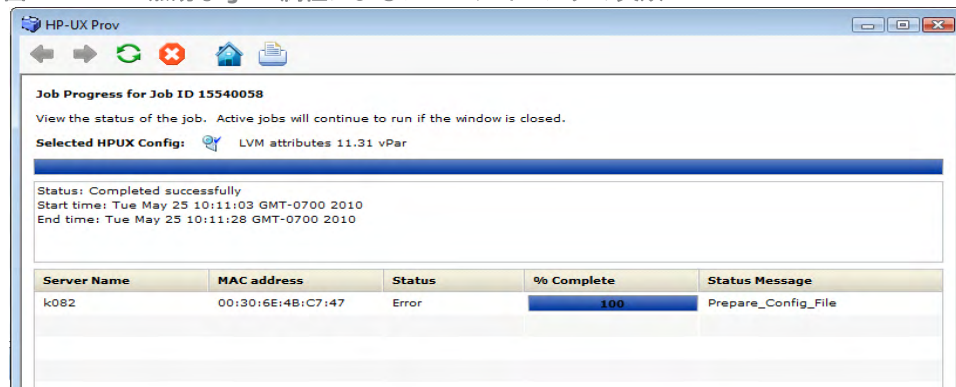 HP-UX Prov
Job Progress for Job ID 15540058
View the status of the job. Active jobs will continue to run if the window is closed.
Selected HPUX Config: LVM attributes 11.31 vPar
Status: Completed successfully
Start time: Tue May 25 10:11:03 GMT-0700 2010
End time: Tue May 25 10:11:28 GMT-0700 2010
Server Name MAC address Status % Complete Status Message
k082 00:30:6E:4B:C7:47 Error 100 Prepare_Config_File